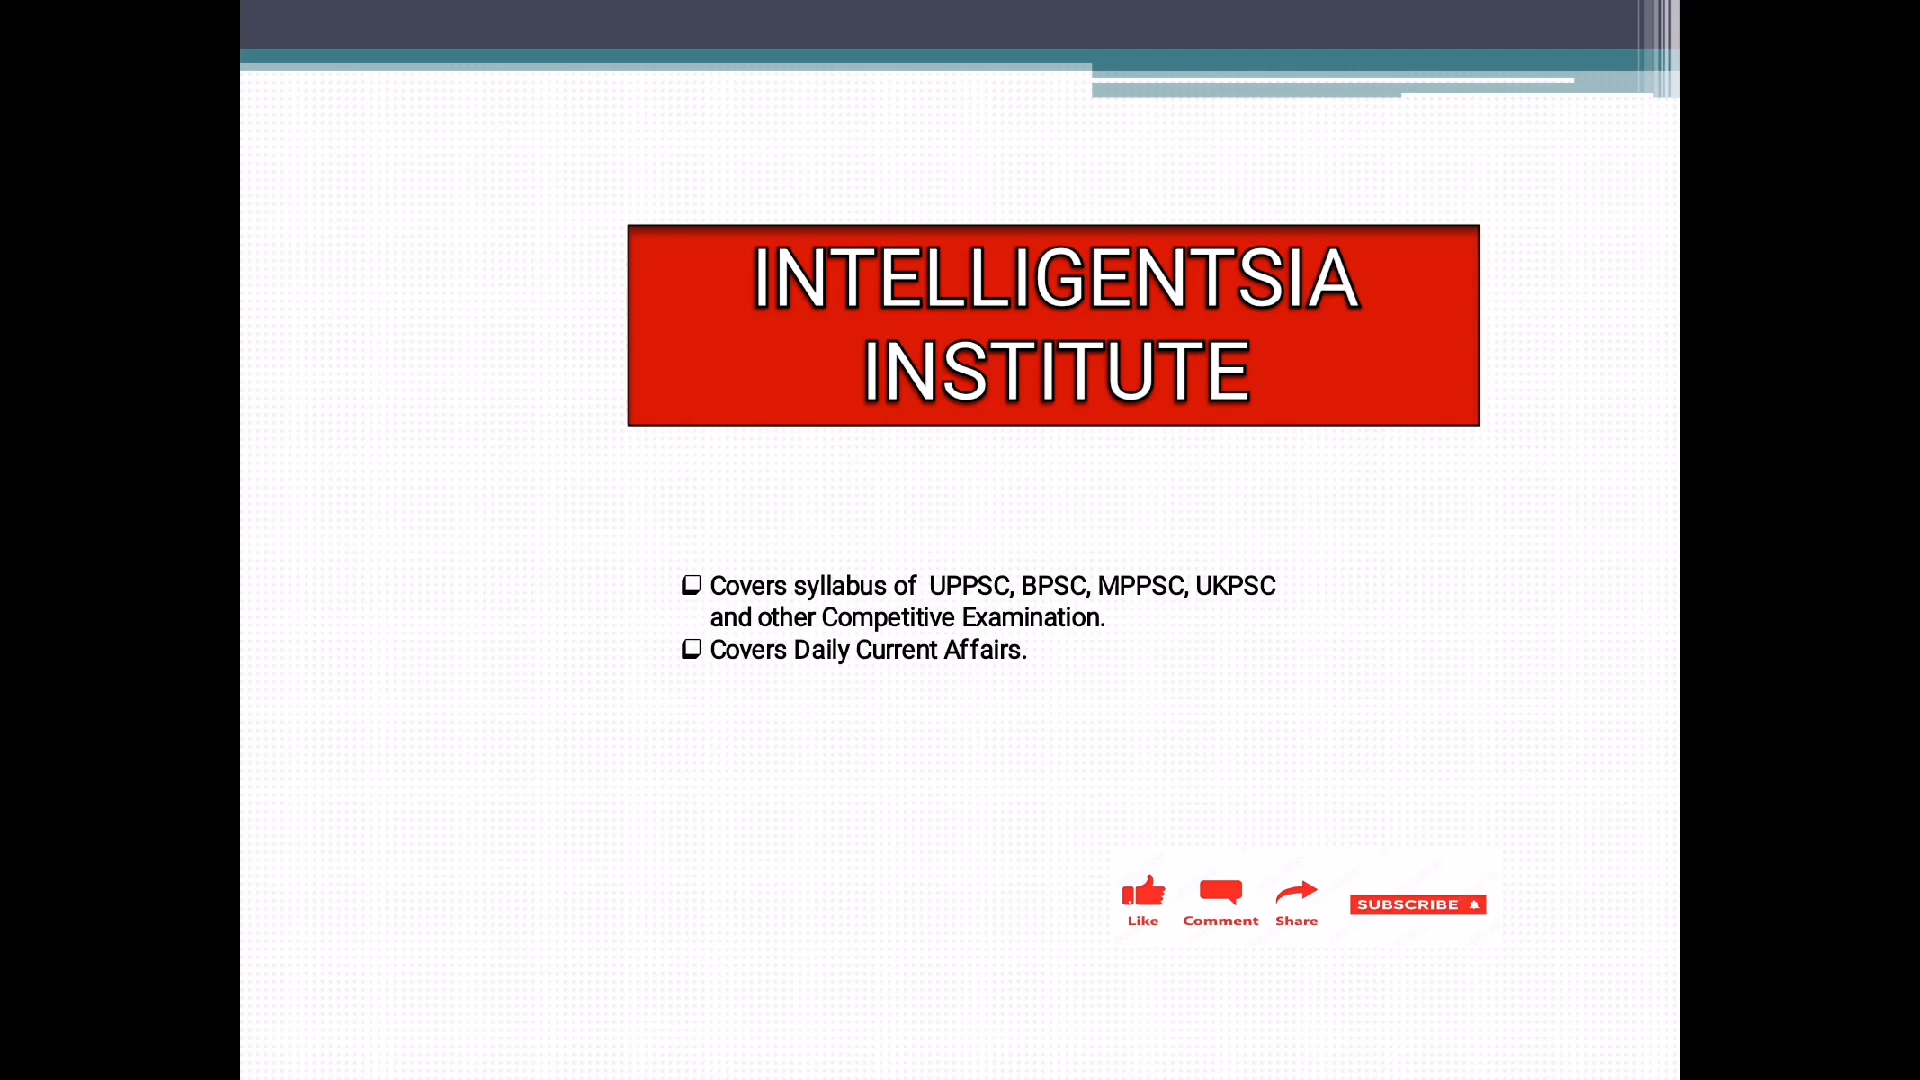 INTELLIGENTSIA
INSTITUTE
❑ Covers syllabus of UPPSC, BPSC, MPPSC, UKPSC
and other Competitive Examination.
❑ Covers Daily Current Affairs.
Like Comment Share SUBSCRIBE